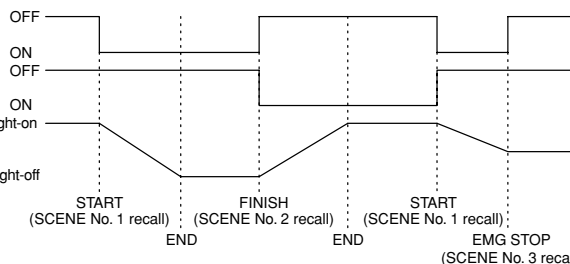 OFF
ON
OFF
ON
ght-on
ght-off
START FINISH START
(SCENE No. 1 recall) (SCENE No. 2 recall) (SCENE No. 1 recall)
END END EMG STOP
(SCENE No. 3 reca